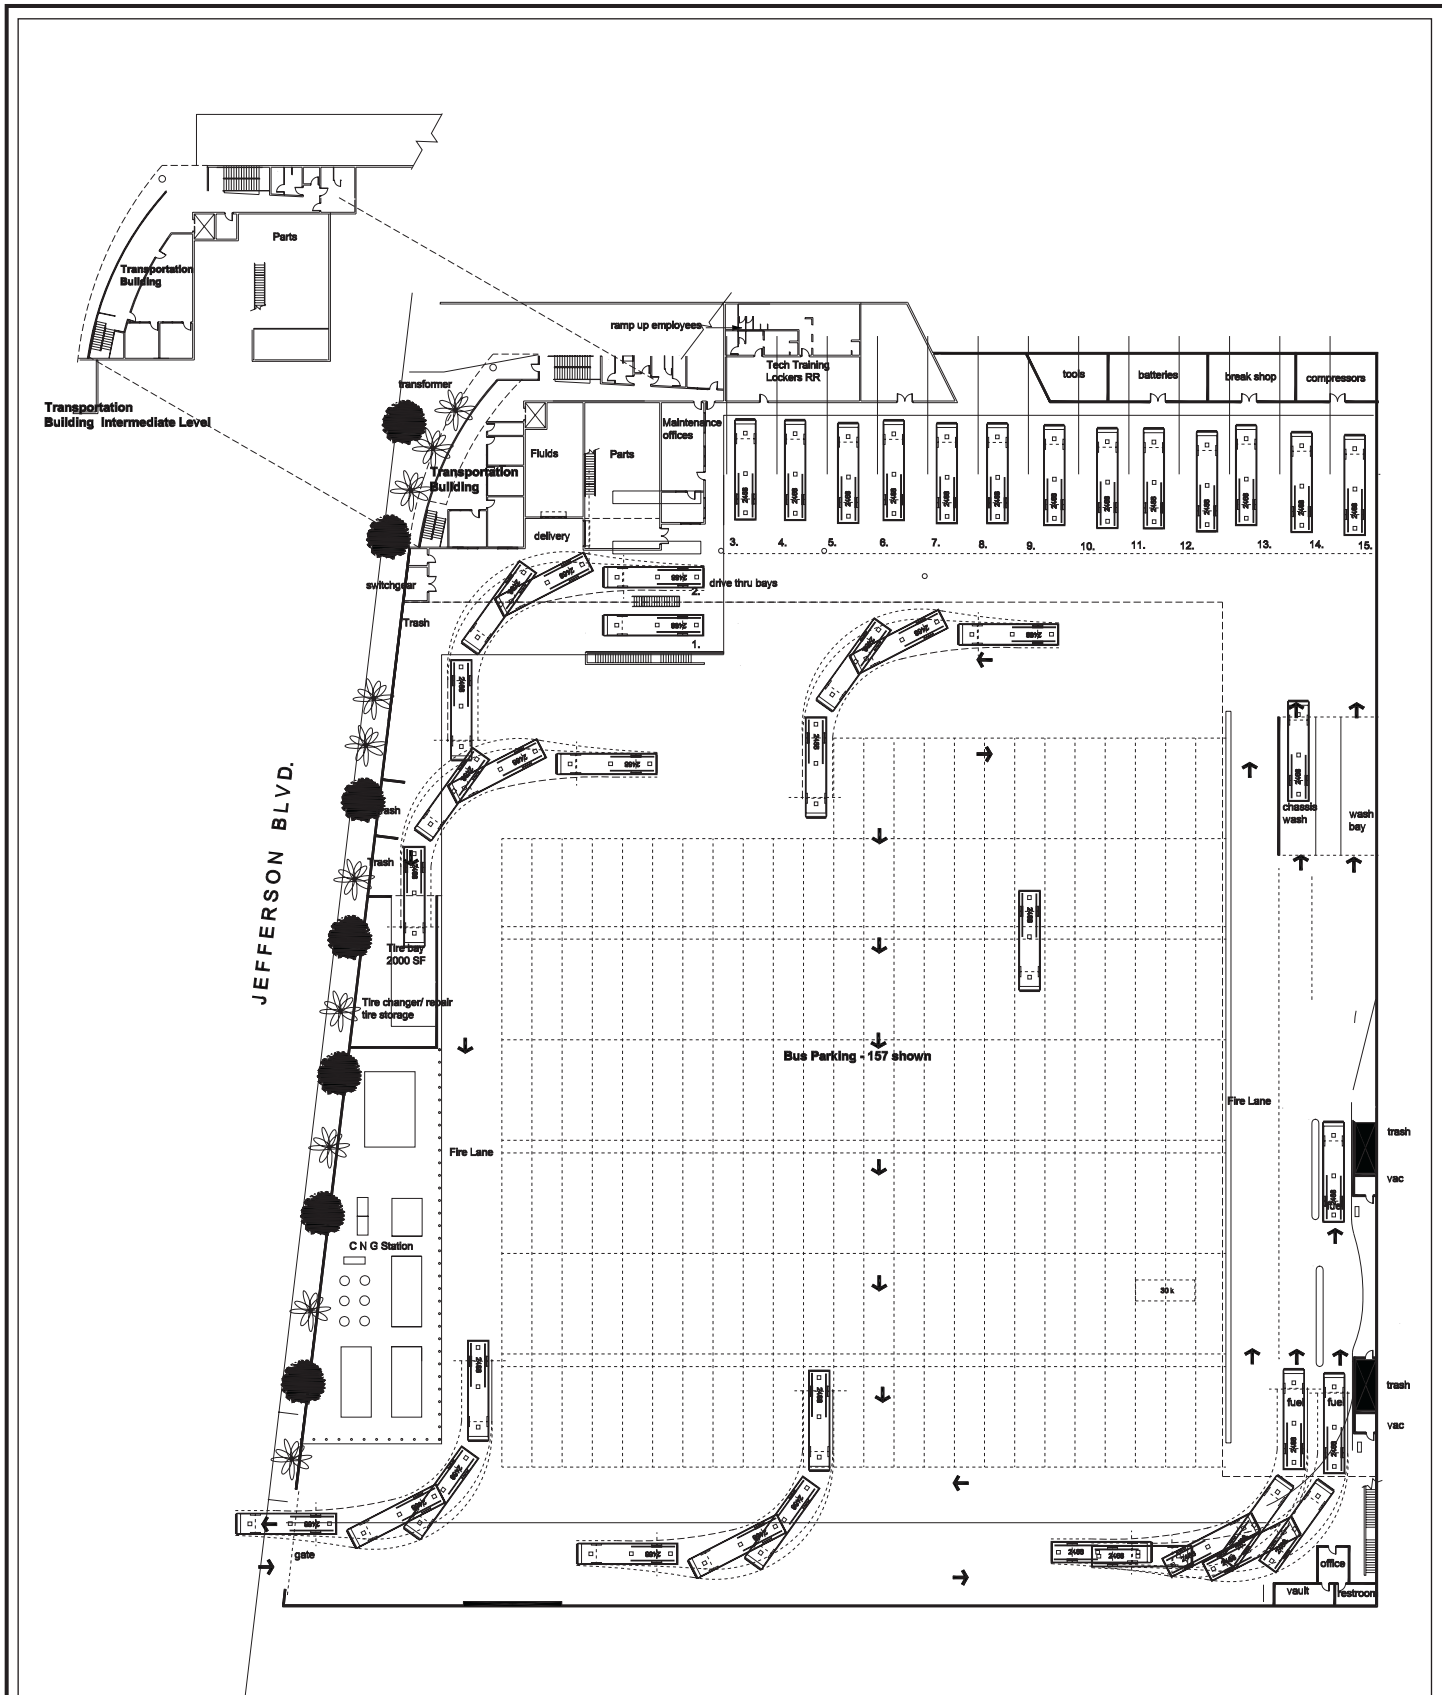 Parts
Transportation
Building
ramp up employees
Tech Training
Lockers RR
tools
batteries
break shop
compressors
transformer
Transportation
Building Intermediate Level
Maintenance
offices
Fluids
Parts
Transportation
Building
delivery
3.
4.
5.
6.
7.
8.
9.
10.
11.
12.
13.
14.
15.
switchgear
drive thru bays
2.
Trash
1.
JEFFERSON BLVD.
chassis
wash
wash
bay
Trash
Trash
Tire bay
2000 SF
Tire changer/ repair
tire storage
Bus Parking - 157 shown
Fire Lane
Fire Lane
trash
vac
fuel
C N G Station
30 k
trash
fuel
fuel
vac
gate
office
vault
restroom